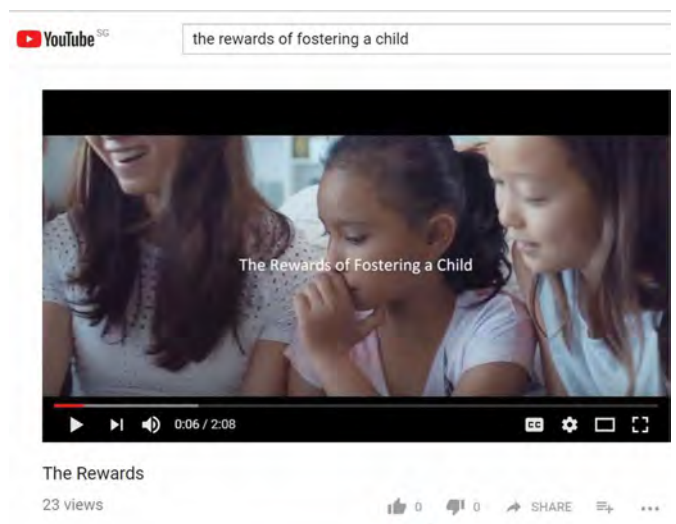 YouTube SG
the rewards of fostering a child
The Rewards of Fostering a Child
0:06 / 2:08
CC
The Rewards
23 views
0
0
SHARE